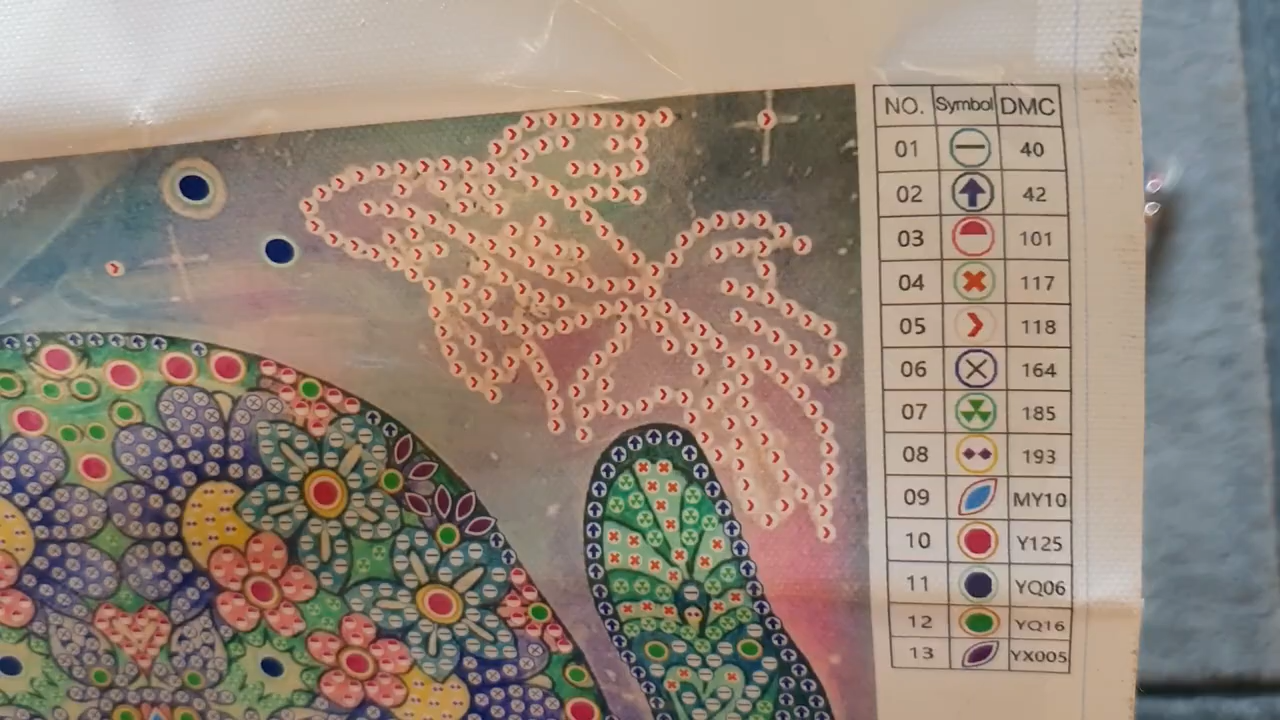 NO. Symbol DMC
01 40
02 42
03 101
04 117
05 118
06 164
07 185
08 193
09 MY10
10 Y125
11 YQ06
12 YQ16
13 YX005